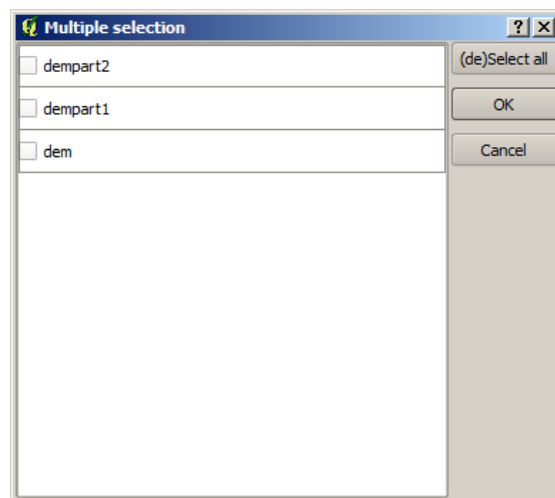 Multiple selection
dempart2
dempart1
dem
(de)Select all
OK
Cancel